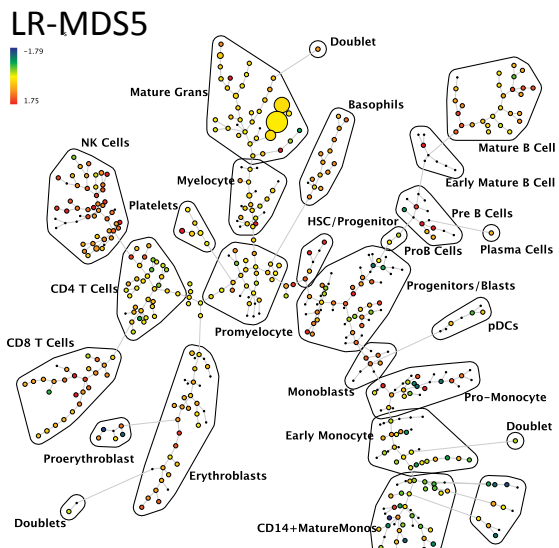 LR-MDS5
-1.79
1.75
Doublet
Mature Grans
Basophils
NK Cells
Mature B Cell
Myelocyte
Early Mature B Cell
Platelets
HSC/Progenitor
Pre B Cells
ProB Cells
Plasma Cells
CD4 T Cells
Progenitors/Blasts
Promyelocyte
pDCs
CD8 T Cells
Monoblasts
Pro-Monocyte
Early Monocyte
Doublet
Proerythroblast
Erythroblasts
Doublets
CD14+MatureMonos